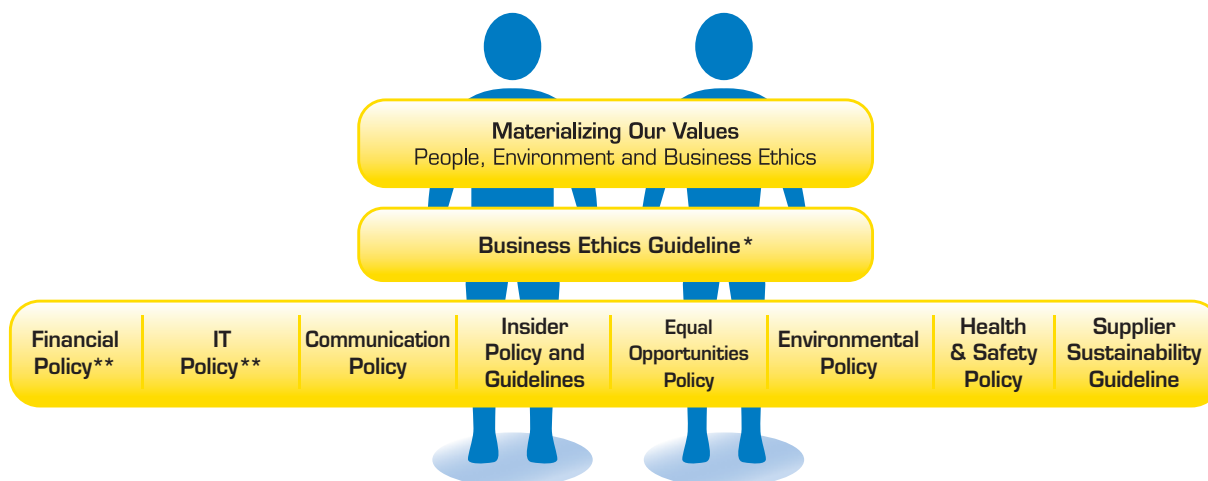 Materializing Our Values
People, Environment and Business Ethics
Business Ethics Guideline*
Financial
Policy**
IT
Policy**
Communication
Policy
Insider
Policy and
Guidelines
Equal
Opportunities
Policy
Environmental
Policy
Health
& Safety
Policy
Supplier
Sustainability
Guideline